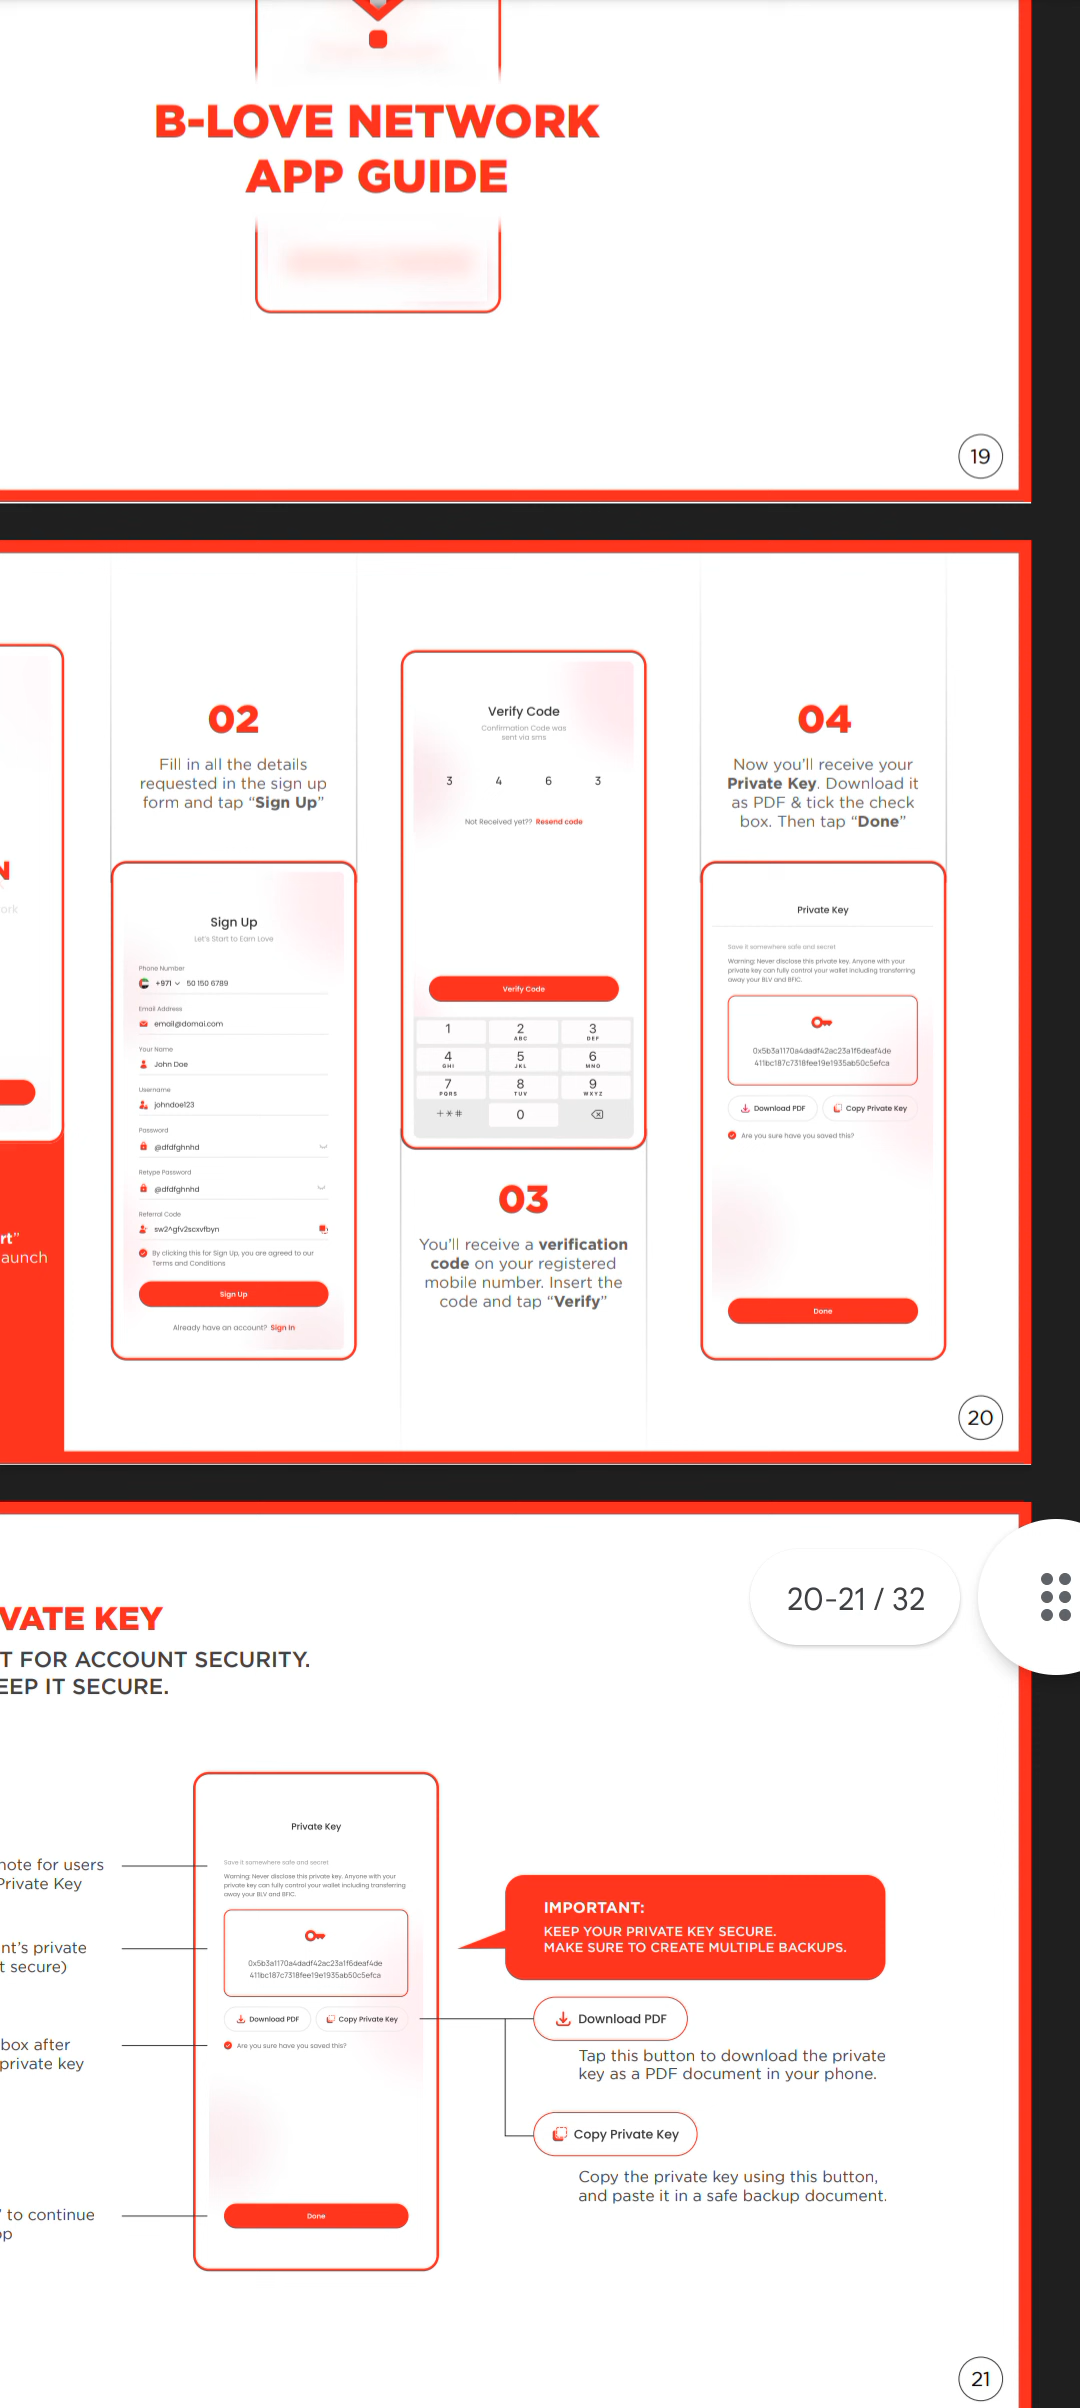 B-LOVE NETWORK
APP GUIDE
19
N
ork
rt”
aunch
02
Fill in all the details
requested in the sign up
form and tap “Sign Up”
Sign Up
Let's Start to Earn Love
Phone Number
+971 50 150 6789
Email Address
email@domai.com
Your Name
John Doe
Username
johndoe123
Password
@dfdfghnhd
Retype Password
@dfdfghnhd
Referral Code
sw2^gfv2scxvfbyn
By clicking this for Sign Up, you are agreed to our
Terms and Conditions
Sign Up
Already have an account? Sign In
Verify Code
Confirmation Code was
sent via sms
3 4 6 3
Not Received yet?? Resend code
Verify Code
1 2 3
ABC DEF
4 5 6
GHI JKL MNO
7 8 9
PQRS TUV WXYZ
+*# 0
03
You’ll receive a verification
code on your registered
mobile number. Insert the
code and tap “Verify”
04
Now you’ll receive your
Private Key. Download it
as PDF & tick the check
box. Then tap “Done”
Private Key
Save it somewhere safe and secret
Warning: Never disclose this private key. Anyone with your
private key can fully control your wallet including transferring
away your BLV and BFIC.
0x5b3a1170a4dadf42ac23a1f6deaf4de
411bc187c7318fee19e1935ab50c5efca
Download PDF Copy Private Key
Are you sure have you saved this?
Done
20
20-21 / 32
VATE KEY
T FOR ACCOUNT SECURITY.
EEP IT SECURE.
note for users
Private Key
nt’s private
t secure)
box after
private key
’ to continue
op
Private Key
Save it somewhere safe and secret
Warning: Never disclose this private key. Anyone with your
private key can fully control your wallet including transferring
away your BLV and BFIC.
0x5b3a1170a4dadf42ac23a1f6deaf4de
411bc187c7318fee19e1935ab50c5efca
Download PDF Copy Private Key
Are you sure have you saved this?
Done
IMPORTANT:
KEEP YOUR PRIVATE KEY SECURE.
MAKE SURE TO CREATE MULTIPLE BACKUPS.
Download PDF
Tap this button to download the private
key as a PDF document in your phone.
Copy Private Key
Copy the private key using this button,
and paste it in a safe backup document.
21